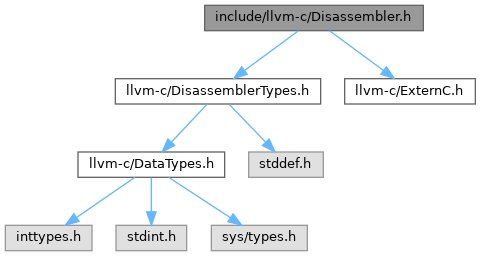 include/llvm-c/Disassembler.h
llvm-c/DisassemblerTypes.h
llvm-c/ExternC.h
llvm-c/DataTypes.h
stddef.h
inttypes.h
stdint.h
sys/types.h